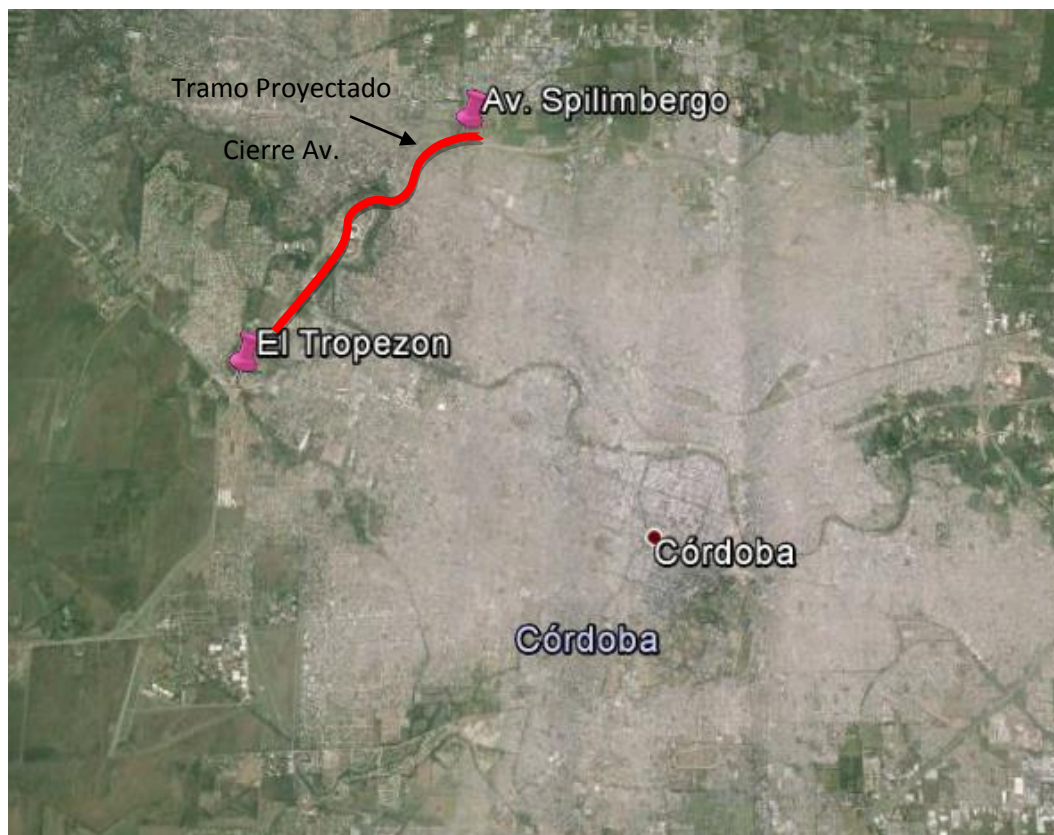 Av. Spilimbergo
Tramo Proyectado
Cierre Av.
El Tropezon
Córdoba
Córdoba